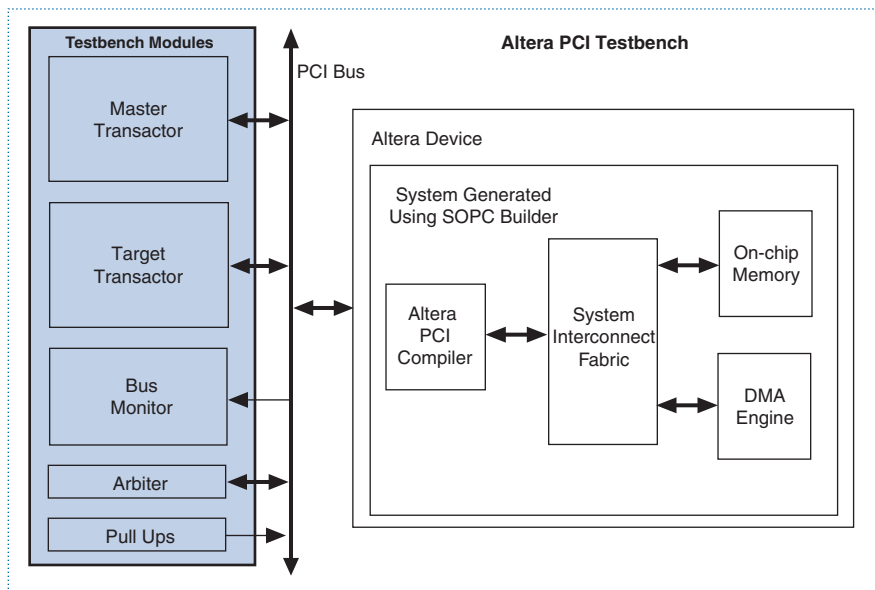 Testbench Modules
Altera PCI Testbench
PCI Bus
Master
Transactor
Altera Device
System Generated
Using SOPC Builder
Target
Transactor
On-chip
Memory
Altera
PCI
Compiler
System
Interconnect
Fabric
Bus
Monitor
DMA
Engine
Arbiter
Pull Ups